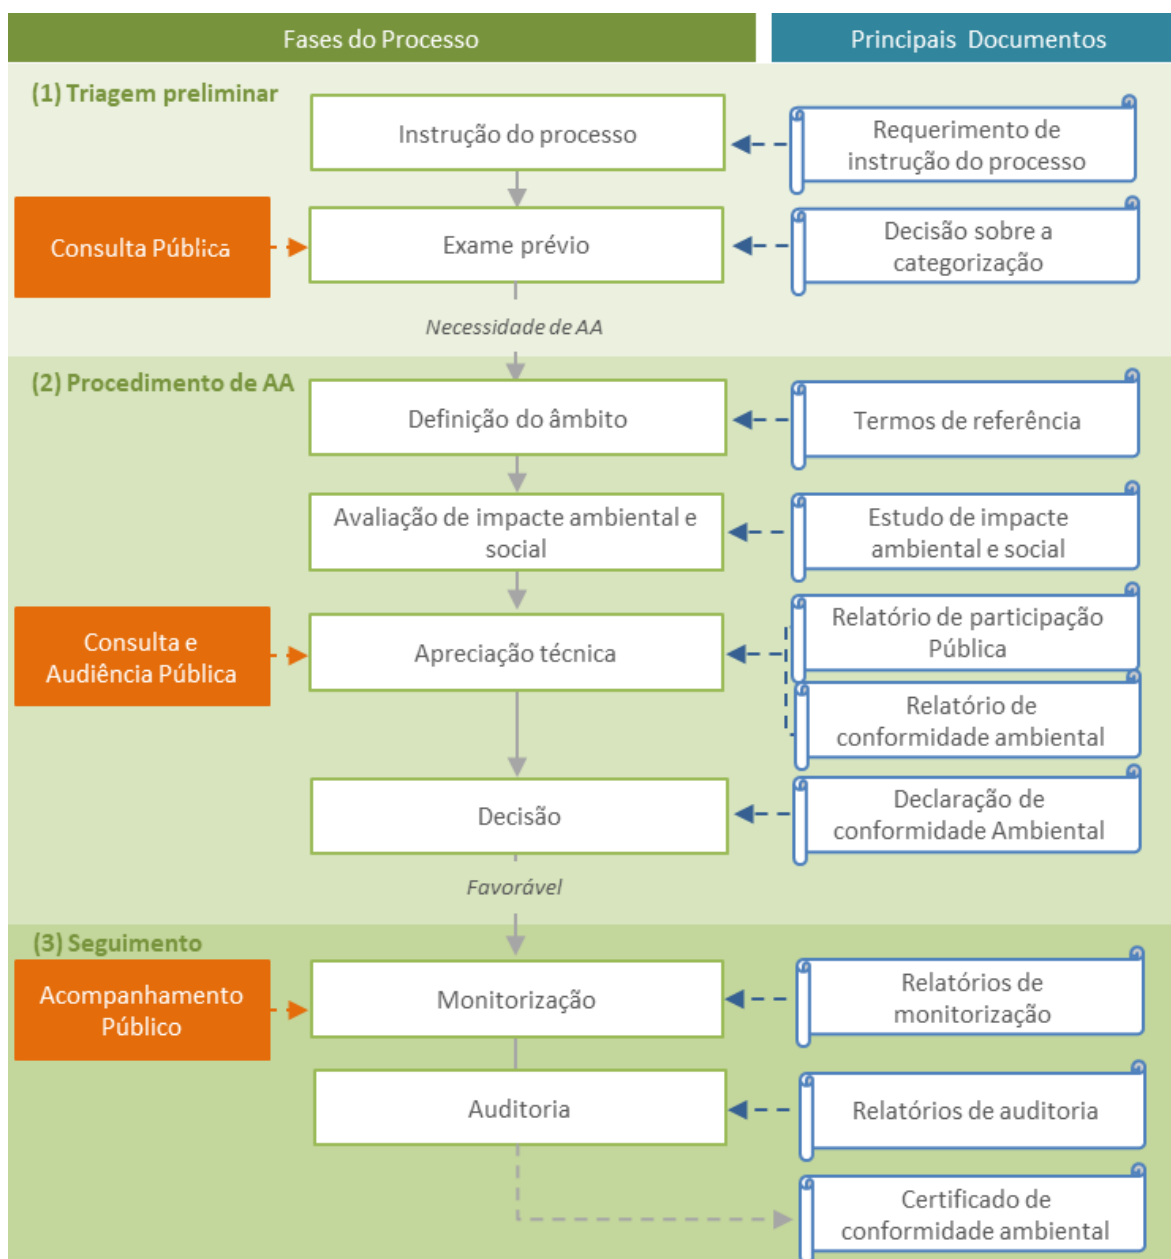 Fases do Processo
Principais Documentos
(1) Triagem preliminar
Instrução do processo
Requerimento de
instrução do processo
Consulta Pública
Exame prévio
Decisão sobre a
categorização
Necessidade de AA
(2) Procedimento de AA
Definição do âmbito
Termos de referência
Avaliação de impacte ambiental e
social
Estudo de impacte
ambiental e social
Consulta e
Audiência Pública
Apreciação técnica
Relatório de participação
Pública
Relatório de
conformidade ambiental
Decisão
Declaração de
conformidade Ambiental
Favorável
(3) Seguimento
Acompanhamento
Público
Monitorização
Relatórios de
monitorização
Auditoria
Relatórios de auditoria
Certificado de
conformidade ambiental